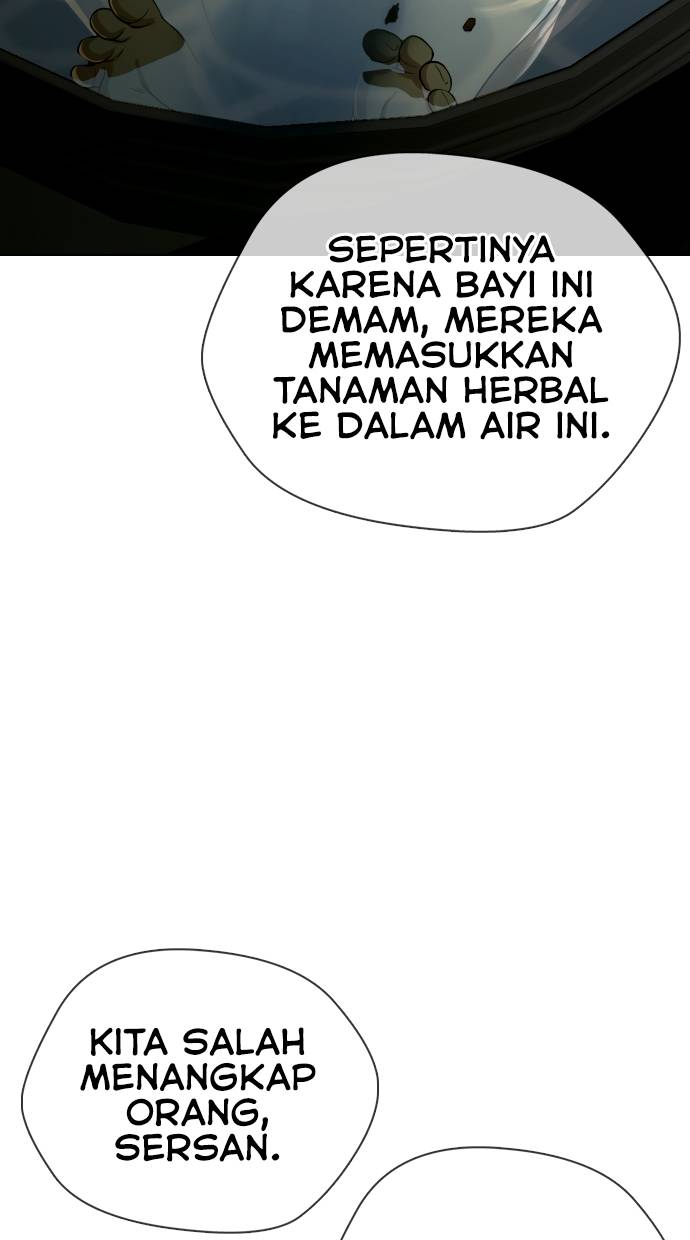 SEPERTINYA
KARENA BAYI INI
DEMAM, MEREKA
MEMASUKKAN
TANAMAN HERBAL
KE DALAM AIR INI.
KITA SALAH
MENANGKAP
ORANG,
SERSAN.